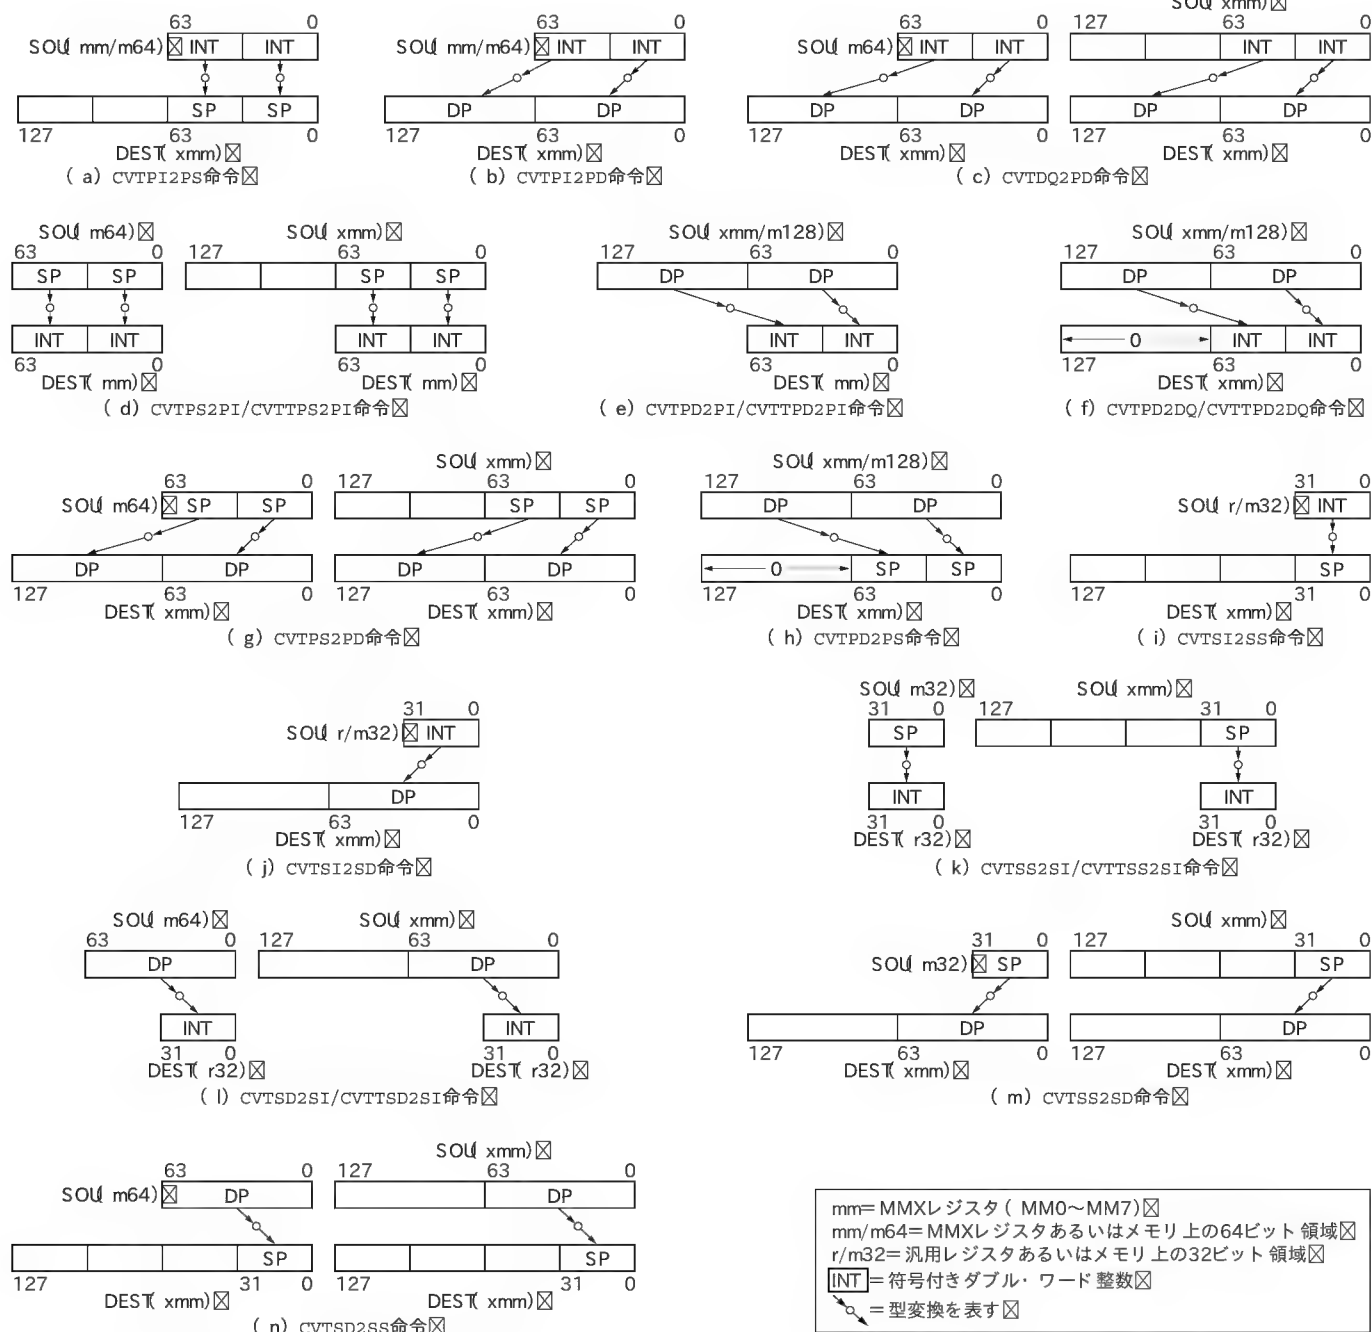 63 0
SOU( mm/m64) INT INT
SP SP
127 63 0
DEST( xmm)
( a) CVTPI2PS命令
63 0
SOU( mm/m64) INT INT
DP DP
127 63 0
DEST( xmm)
( b) CVTPI2PD命令
63 0
SOU( m64) INT INT
DP DP
127 63 0
DEST( xmm)
SOU( xmm)
127 63 0
INT INT
DP DP
127 63 0
DEST( xmm)
( c) CVTDQ2PD命令
SOU( m64)
63 0
SP SP
INT INT
63 0
DEST( mm)
SOU( xmm)
127 63 0
SP SP
INT INT
63 0
DEST( mm)
( d) CVTPS2PI/CVTTPS2PI命令
SOU( xmm/m128)
127 63 0
DP DP
INT INT
63 0
DEST( mm)
( e) CVTPD2PI/CVTTPD2PI命令
SOU( xmm/m128)
127 63 0
DP DP
0 INT INT
127 63 0
DEST( xmm)
( f) CVTPD2DQ/CVTTPD2DQ命令
63 0
SOU( m64) SP SP
DP DP
127 63 0
DEST( xmm)
SOU( xmm)
127 63 0
SP SP
DP DP
127 63 0
DEST( xmm)
( g) CVTPS2PD命令
SOU( xmm/m128)
127 63 0
DP DP
0 SP SP
127 63 0
DEST( xmm)
( h) CVTPD2PS命令
31 0
SOU( r/m32) INT
SP
127 31 0
DEST( xmm)
( i) CVTSI2SS命令
31 0
SOU( r/m32) INT
DP
127 63 0
DEST( xmm)
( j) CVTSI2SD命令
SOU( m32)
31 0
SP
INT
31 0
DEST( r32)
SOU( xmm)
127 31 0
SP
INT
31 0
DEST( r32)
( k) CVTSS2SI/CVTTSS2SI命令
SOU( m64)
63 0
DP
INT
31 0
DEST( r32)
SOU( xmm)
127 63 0
DP
INT
31 0
DEST( r32)
( l) CVTSD2SI/CVTTSD2SI命令
31 0
SOU( m32) SP
DP
127 63 0
DEST( xmm)
SOU( xmm)
127 31 0
SP
DP
127 63 0
DEST( xmm)
( m) CVTSS2SD命令
63 0
SOU( m64) DP
SP
127 31 0
DEST( xmm)
SOU( xmm)
127 63 0
DP
SP
127 31 0
DEST( xmm)
( n) CVTSD2SS命令
mm=MMXレジスタ( MM0~MM7)
mm/m64=MMXレジスタあるいはメモリ上の64ビット領域
r/m32=汎用レジスタあるいはメモリ上の32ビット領域
INT=符号付きダブル・ワード整数
=型変換を表す